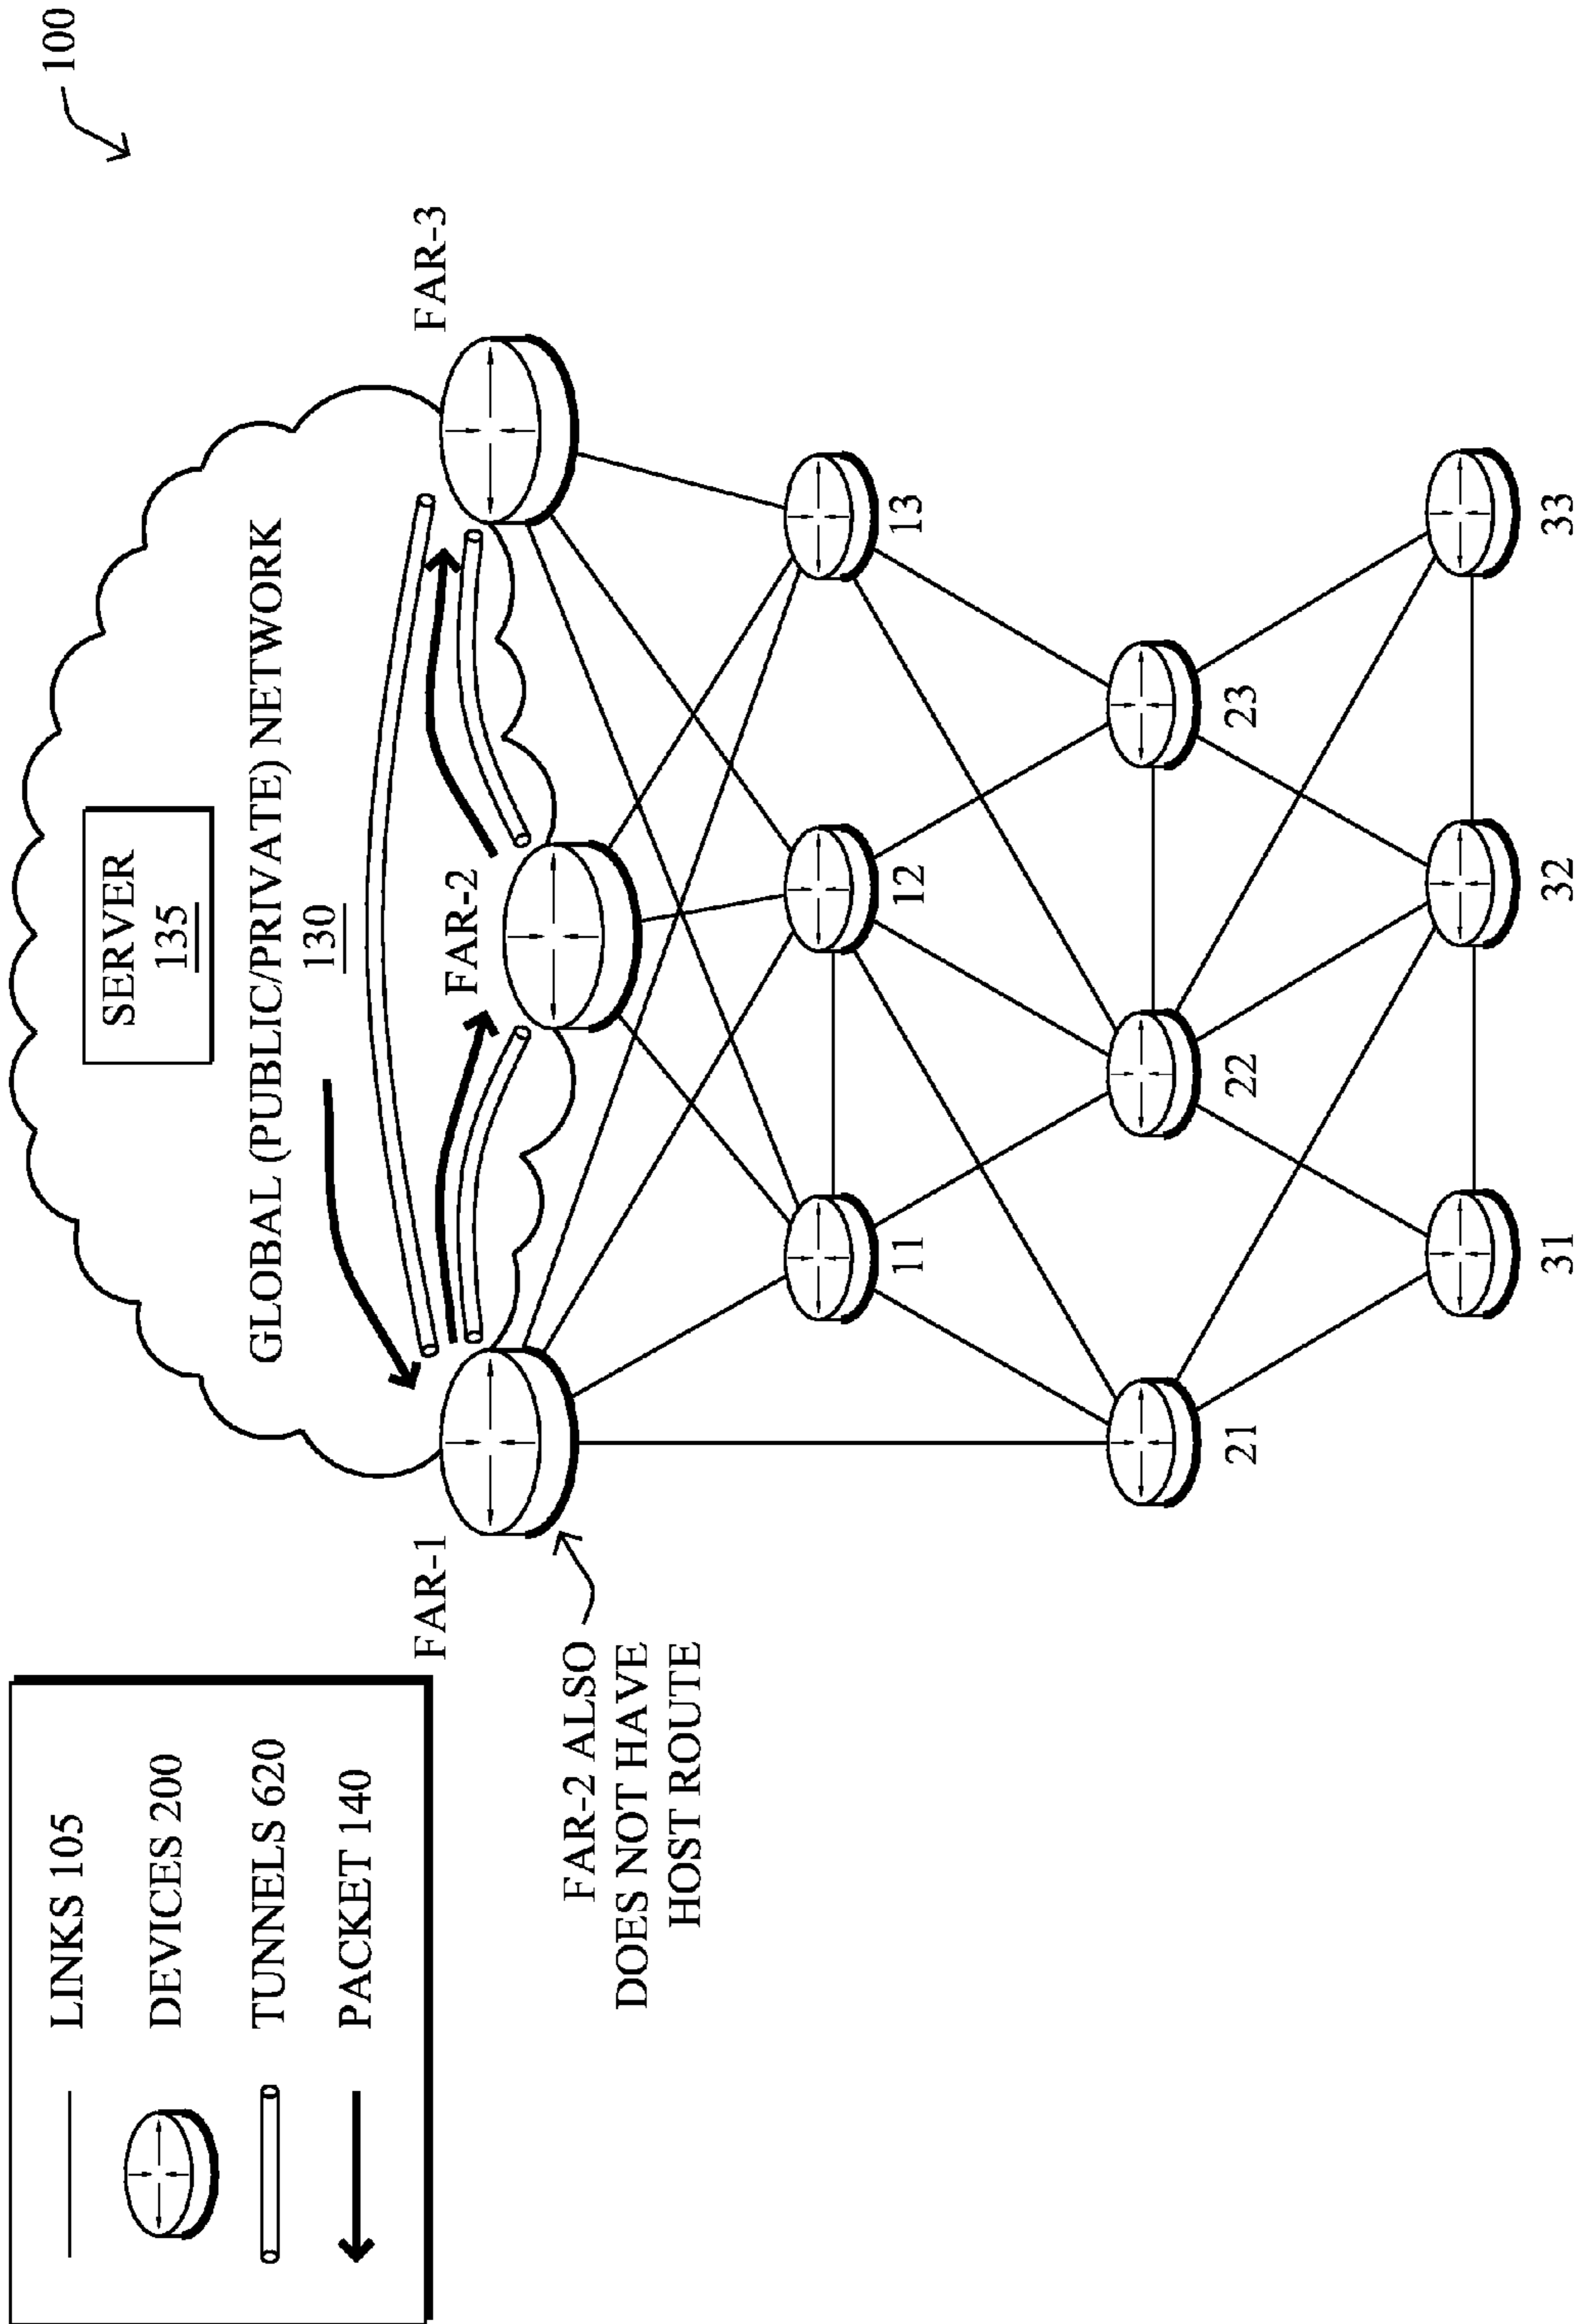 100
LINKS 105
DEVICES 200
TUNNELS 620
PACKET 140
SERVER
135
GLOBAL (PUBLIC/PRIVATE) NETWORK
130
FAR-1
FAR-2
FAR-3
FAR-2 ALSO
DOES NOT HAVE
HOST ROUTE
11
12
13
21
22
23
31
32
33